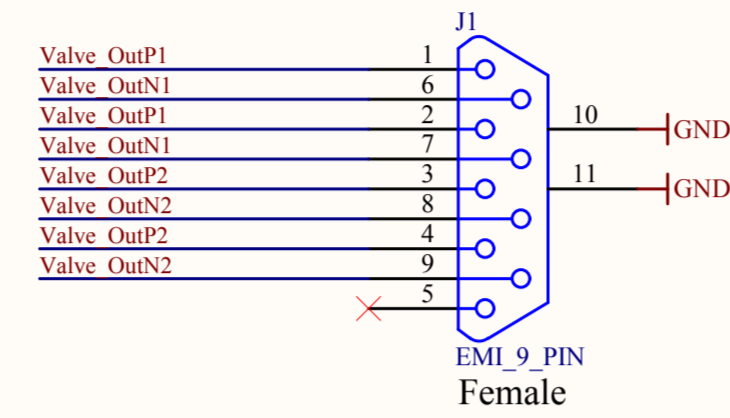 J1
Valve_OutP1 1
Valve_OutN1 6
Valve_OutP1 2
10 GND
Valve_OutN1 7
Valve_OutP2 3
11 GND
Valve_OutN2 8
Valve_OutP2 4
Valve_OutN2 9
5
EMI_9_PIN
Female